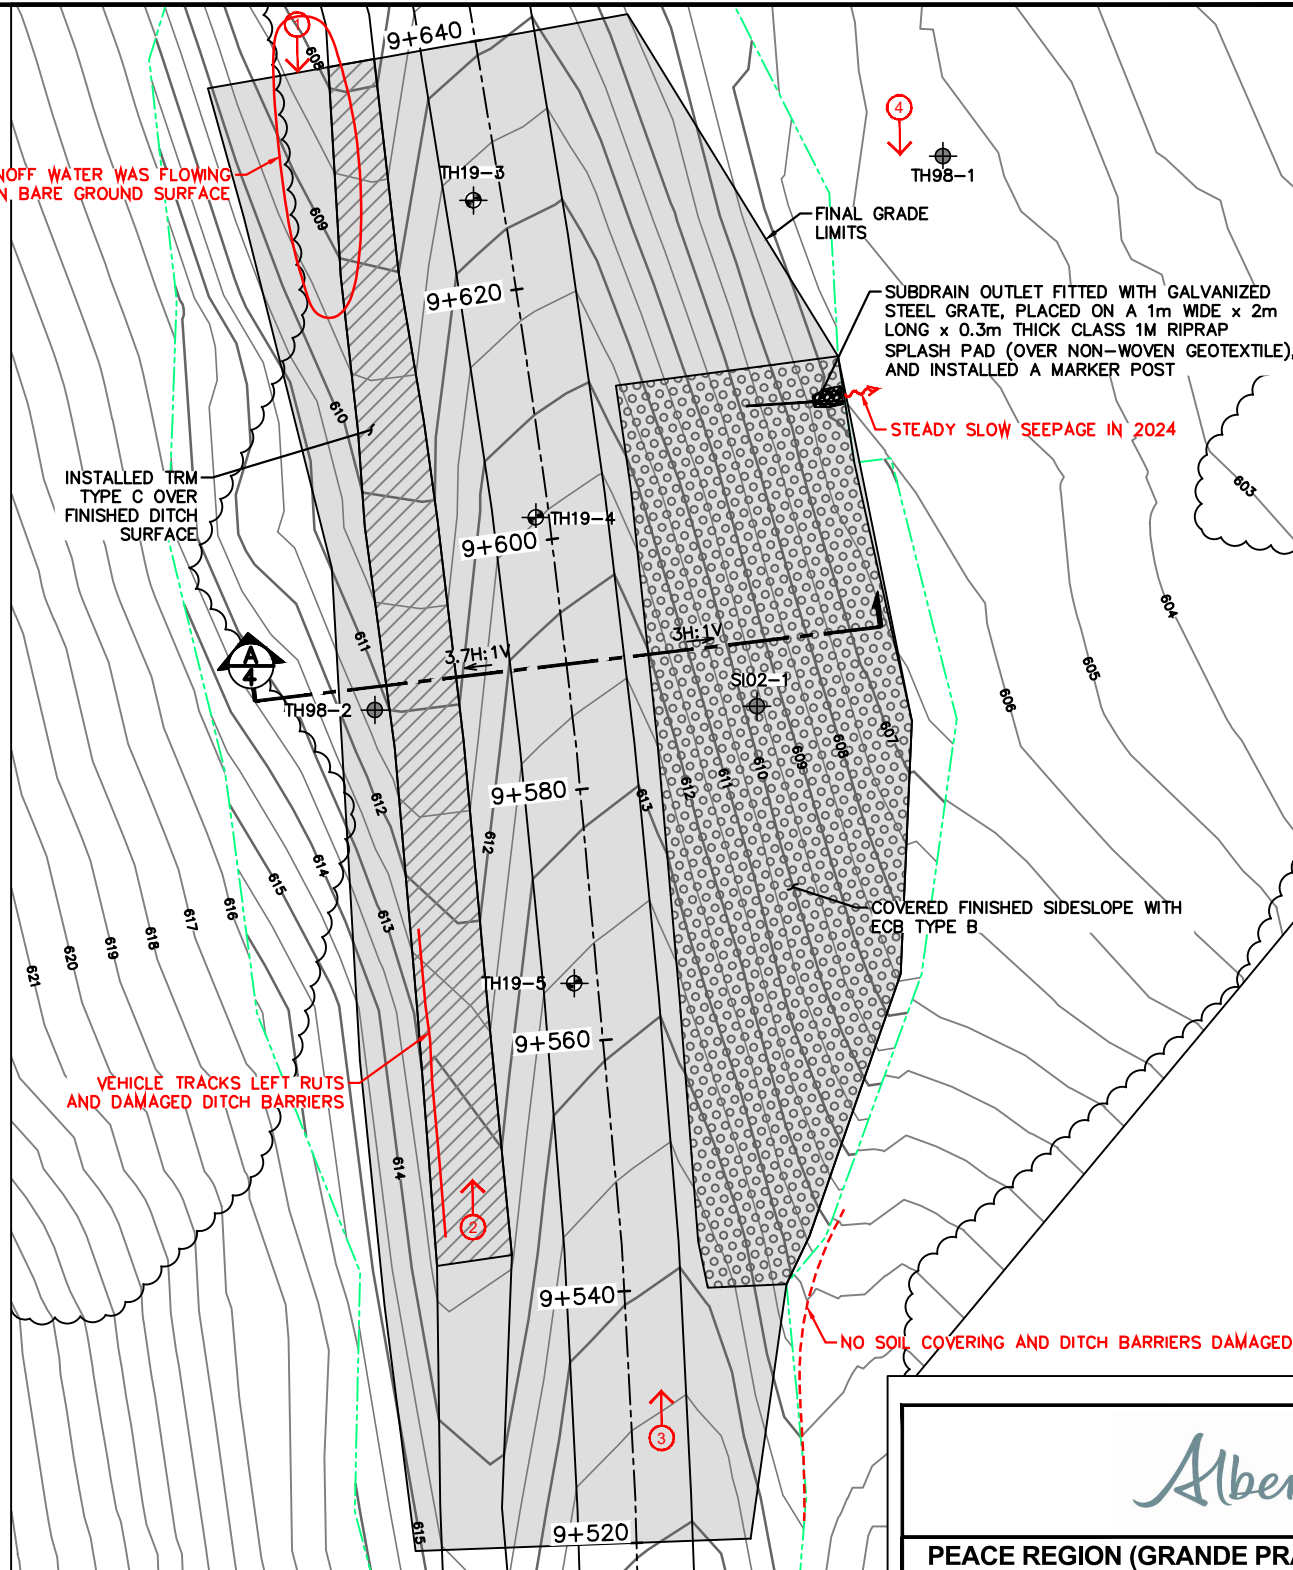 9+640
1
608
4
TH98-1
TH19-3
NOFF WATER WAS FLOWING
N BARE GROUND SURFACE
609
FINAL GRADE
LIMITS
9+620
SUBDRAIN OUTLET FITTED WITH GALVANIZED
STEEL GRATE, PLACED ON A 1m WIDE x 2m
LONG x 0.3m THICK CLASS 1M RIPRAP
SPLASH PAD (OVER NON-WOVEN GEOTEXTILE),
AND INSTALLED A MARKER POST
610
STEADY SLOW SEEPAGE IN 2024
INSTALLED TRM
TYPE C OVER
FINISHED DITCH
SURFACE
603
TH19-4
9+600
604
611
3H:1V
3.7H:1V
A
4
605
SI02-1
606
TH98-2
607
608
609
610
611
612
613
9+580
612
612
614
615
616
617
618
619
620
621
613
COVERED FINISHED SIDESLOPE WITH
ECB TYPE B
TH19-5
9+560
VEHICLE TRACKS LEFT RUTS
AND DAMAGED DITCH BARRIERS
614
2
9+540
NO SOIL COVERING AND DITCH BARRIERS DAMAGED
3
615
9+520
Alber
PEACE REGION (GRANDE PRA